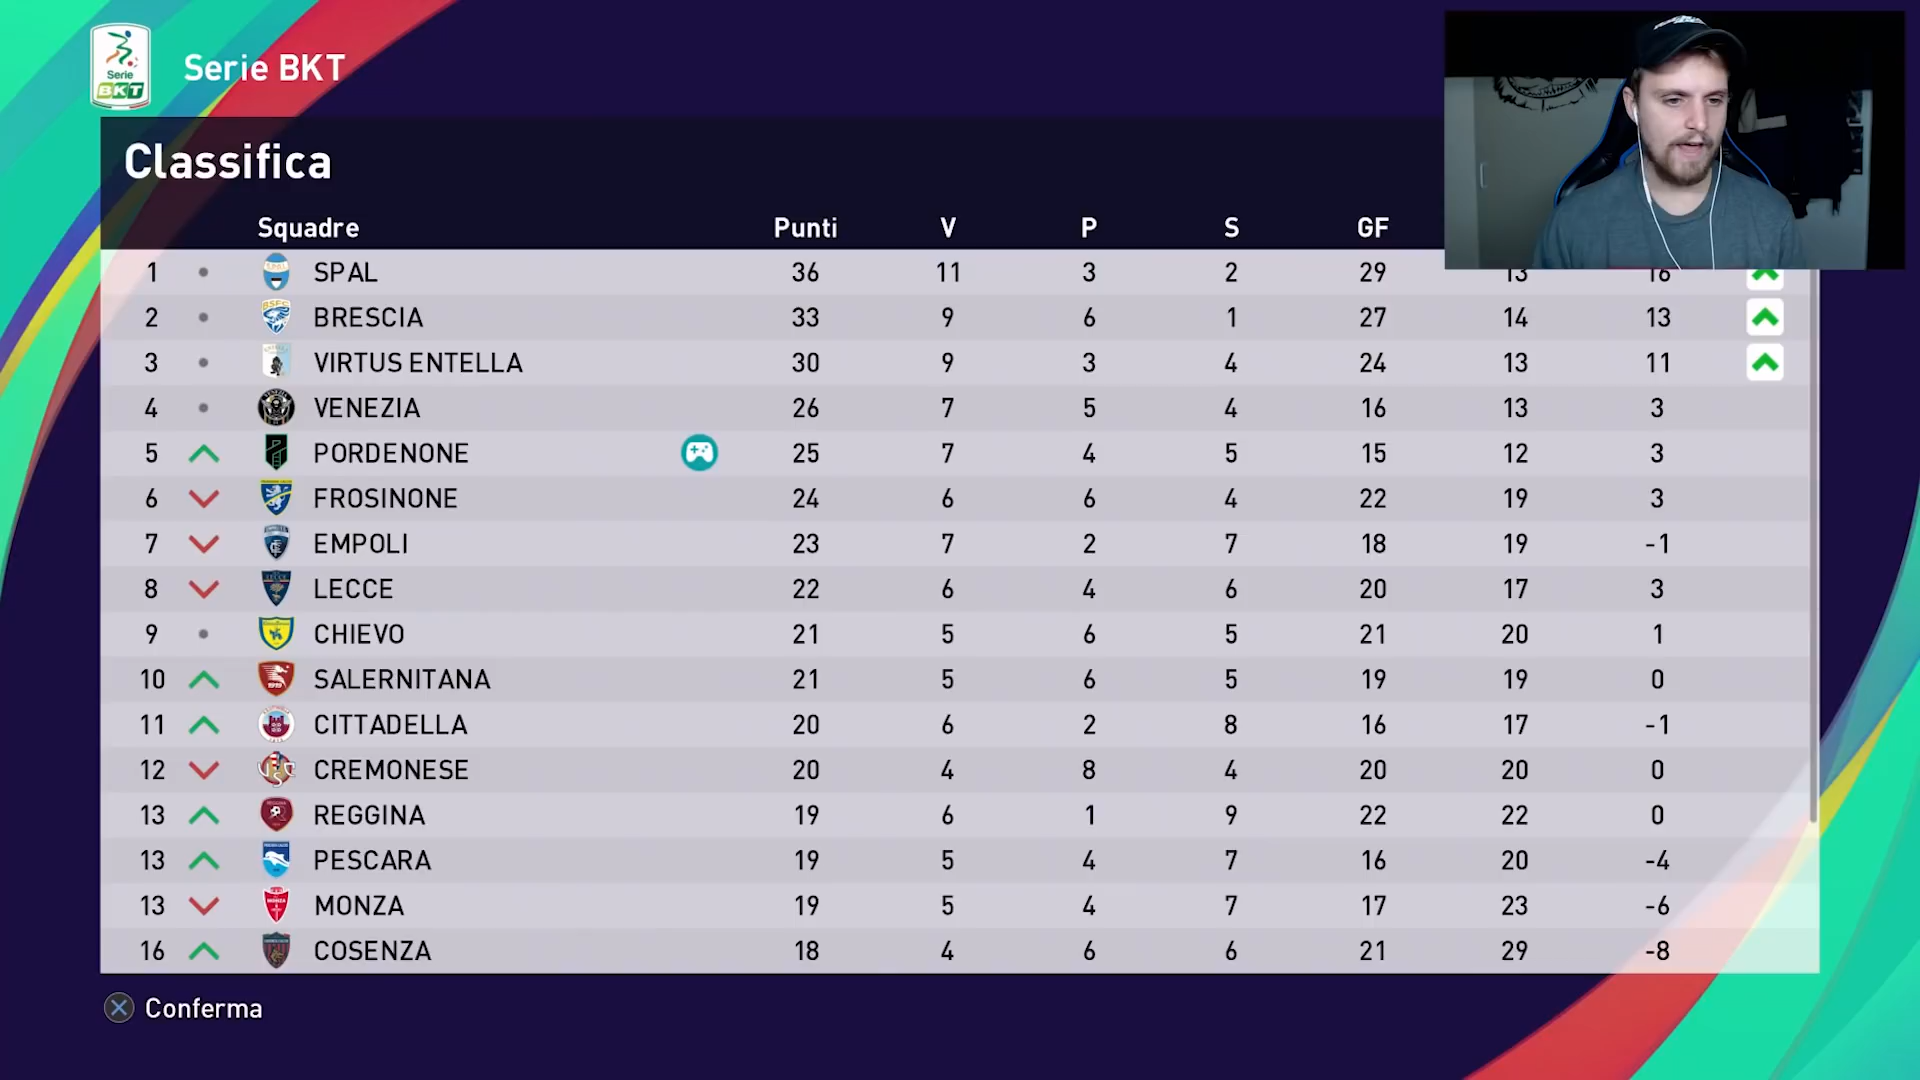 Serie BKT
Serie BKT
Classifica
Squadre Punti V P S GF
1 SPAL 36 11 3 2 29 13 16
2 BRESCIA 33 9 6 1 27 14 13
3 VIRTUS ENTELLA 30 9 3 4 24 13 11
4 VENEZIA 26 7 5 4 16 13 3
5 PORDENONE 25 7 4 5 15 12 3
6 FROSINONE 24 6 6 4 22 19 3
7 EMPOLI 23 7 2 7 18 19 -1
8 LECCE 22 6 4 6 20 17 3
9 CHIEVO 21 5 6 5 21 20 1
10 SALERNITANA 21 5 6 5 19 19 0
11 CITTADELLA 20 6 2 8 16 17 -1
12 CREMONESE 20 4 8 4 20 20 0
13 REGGINA 19 6 1 9 22 22 0
13 PESCARA 19 5 4 7 16 20 -4
13 MONZA 19 5 4 7 17 23 -6
16 COSENZA 18 4 6 6 21 29 -8
Conferma